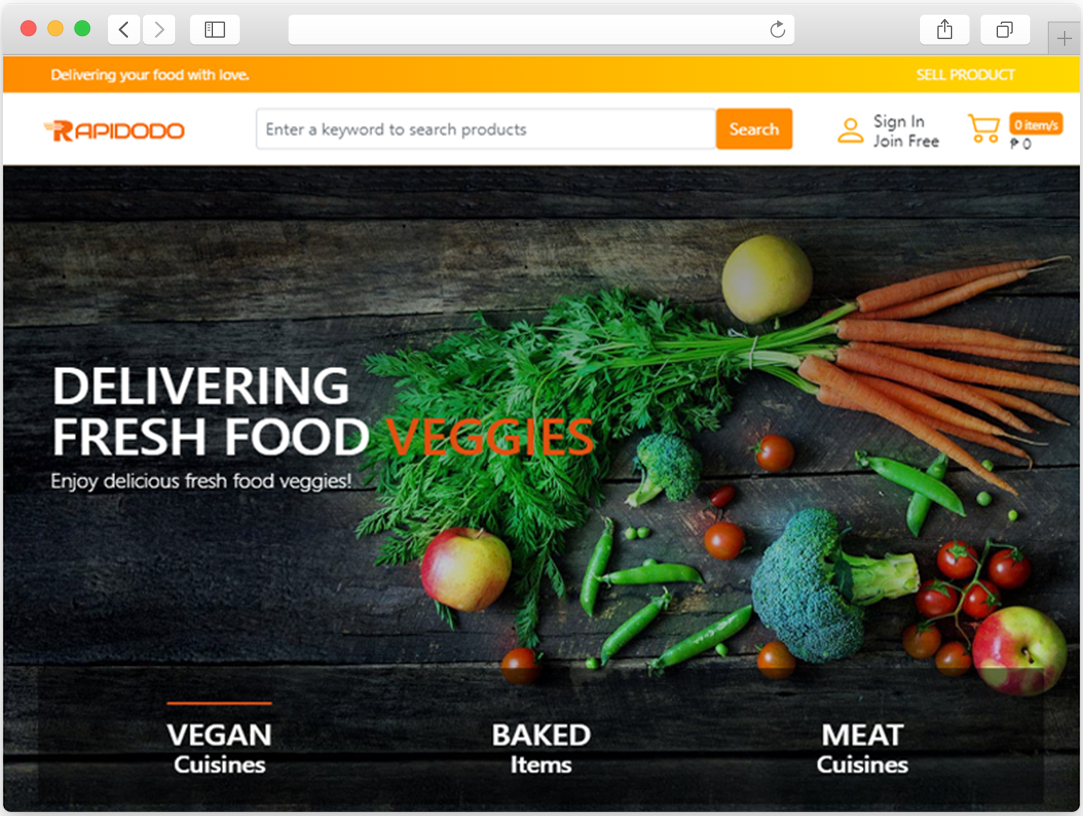 Delivering your food with love.
SELL PRODUCT
RAPIDODO
Enter a keyword to search products
Search
Sign In
Join Free
0 item/s
₱ 0
DELIVERING
FRESH FOOD VEGGIES
Enjoy delicious fresh food veggies!
VEGAN
Cuisines
BAKED
Items
MEAT
Cuisines